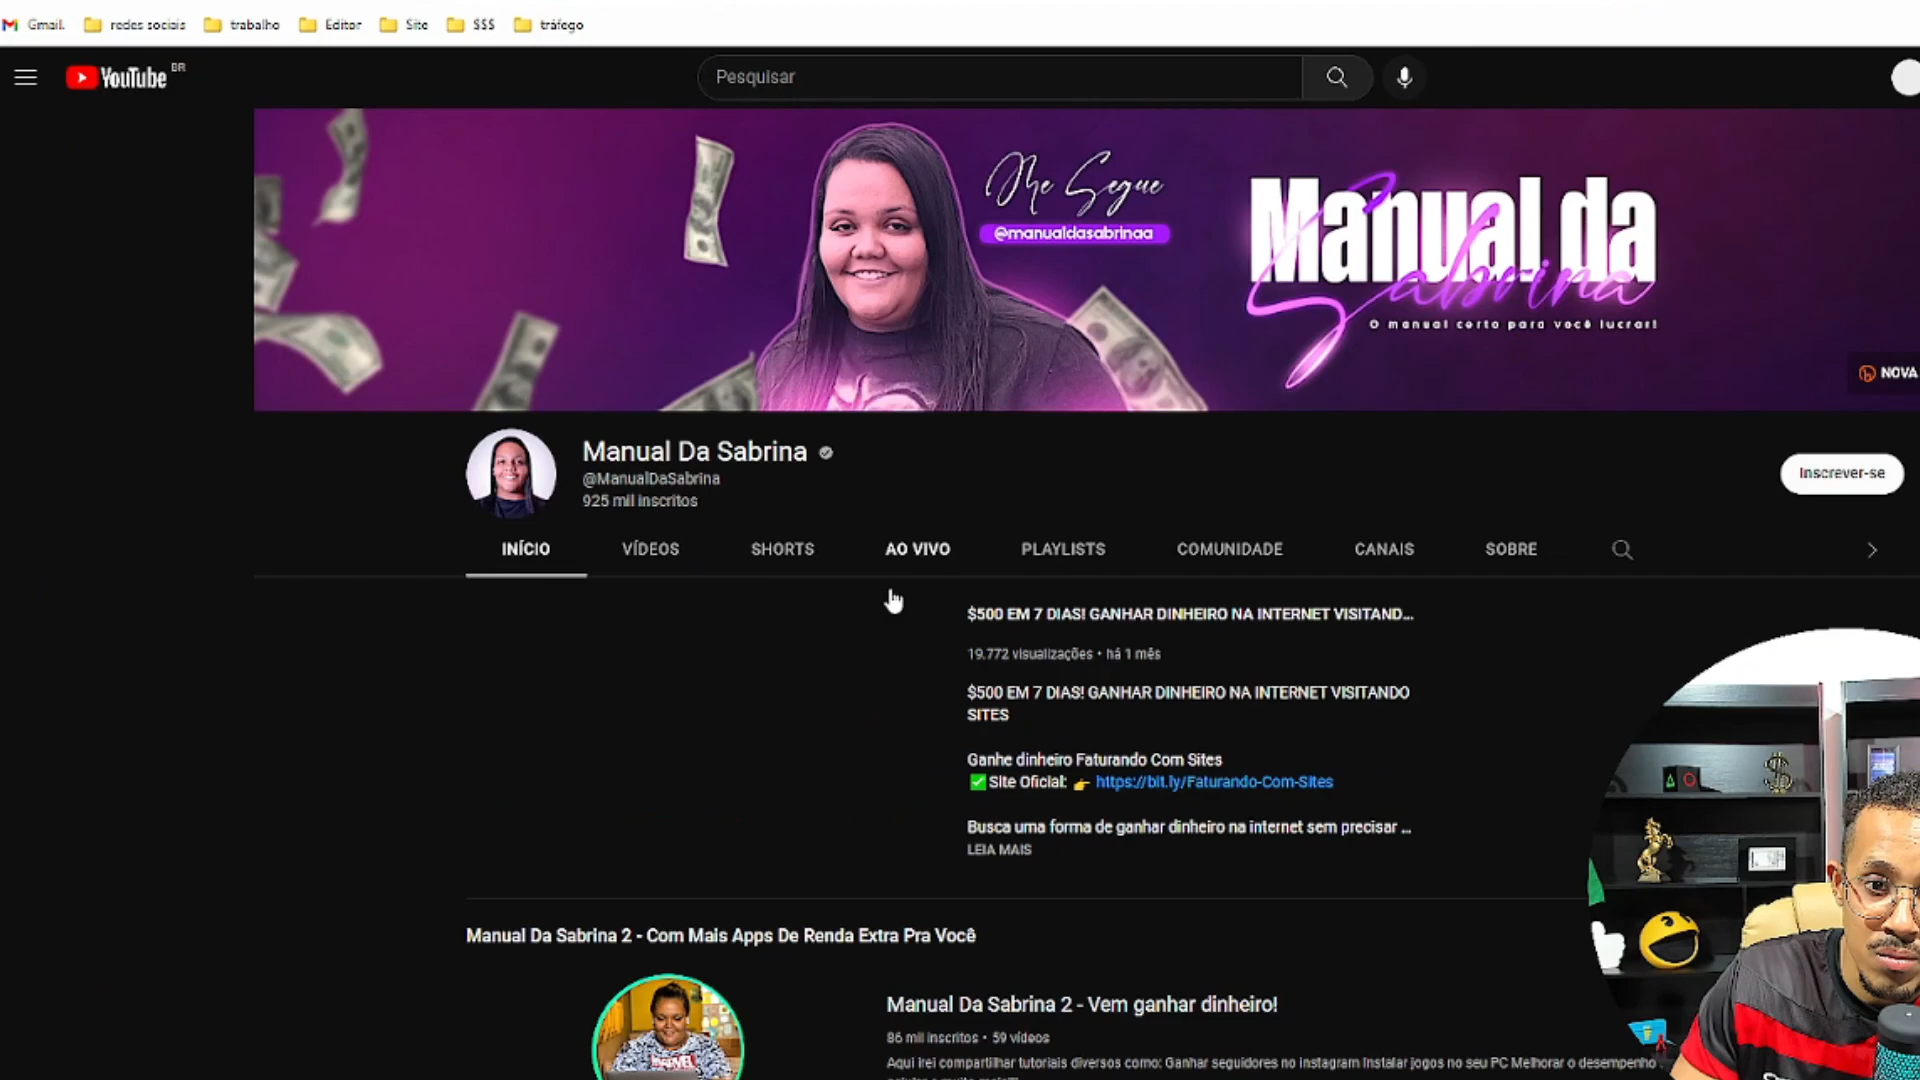 Gmail.
redes sociais
trabalho
Editor
Site
$$$
tráfego
YouTube BR
Pesquisar
Me Segue
@manualdasabrinaa
Manual da
Sabrina
O manual certo para você lucrar!
NOVA
Manual Da Sabrina
@ManualDaSabrina
925 mil inscritos
Inscrever-se
INÍCIO
VÍDEOS
SHORTS
AO VIVO
PLAYLISTS
COMUNIDADE
CANAIS
SOBRE
$500 EM 7 DIAS! GANHAR DINHEIRO NA INTERNET VISITAND...
19.772 visualizações • há 1 mês
$500 EM 7 DIAS! GANHAR DINHEIRO NA INTERNET VISITANDO
SITES
Ganhe dinheiro Faturando Com Sites
✅Site Oficial: 👉 https://bit.ly/Faturando-Com-Sites
Busca uma forma de ganhar dinheiro na internet sem precisar ...
LEIA MAIS
Manual Da Sabrina 2 - Com Mais Apps De Renda Extra Pra Você
Manual Da Sabrina 2 - Vem ganhar dinheiro!
86 mil inscritos • 59 vídeos
Aqui irei compartilhar tutoriais diversos como: Ganhar seguidores no Instagram Instalar jogos no seu PC Melhorar o desempenho
MARVEL